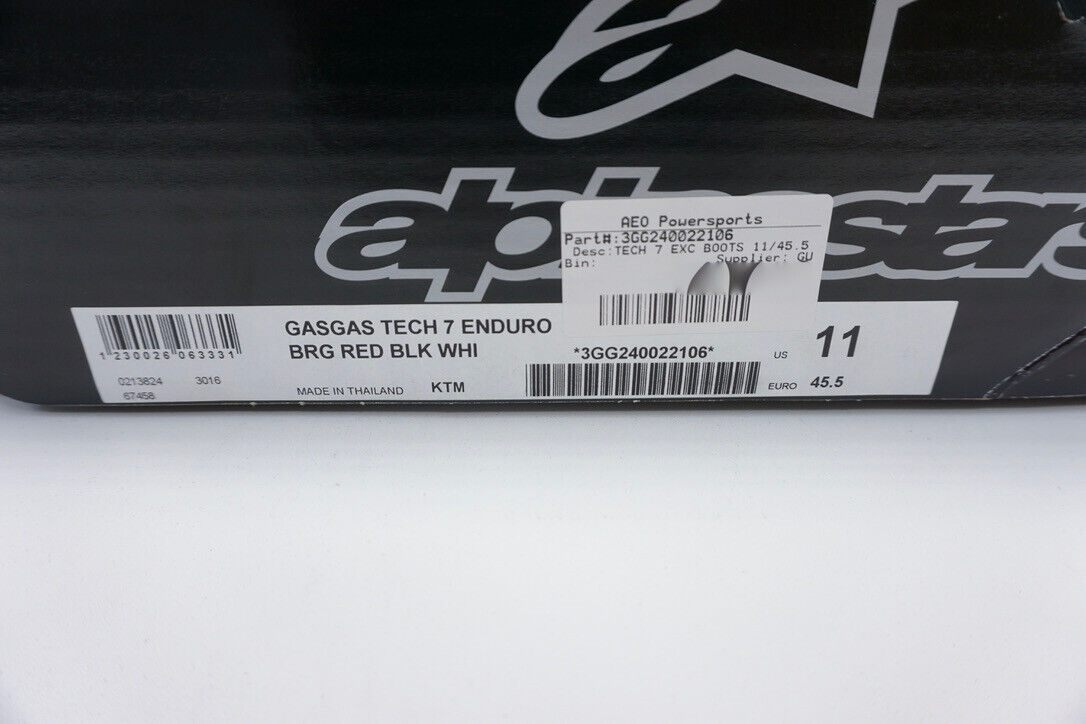 alpinestars
AEO Powersports
Part#:3GG240022106
Desc:TECH 7 EXC BOOTS 11/45.5
Bin: Supplier: GU
1 230026 063331
0213824 3016
67458
GASGAS TECH 7 ENDURO
BRG RED BLK WHI
MADE IN THAILAND KTM
*3GG240022106*
US 11
EURO 45.5